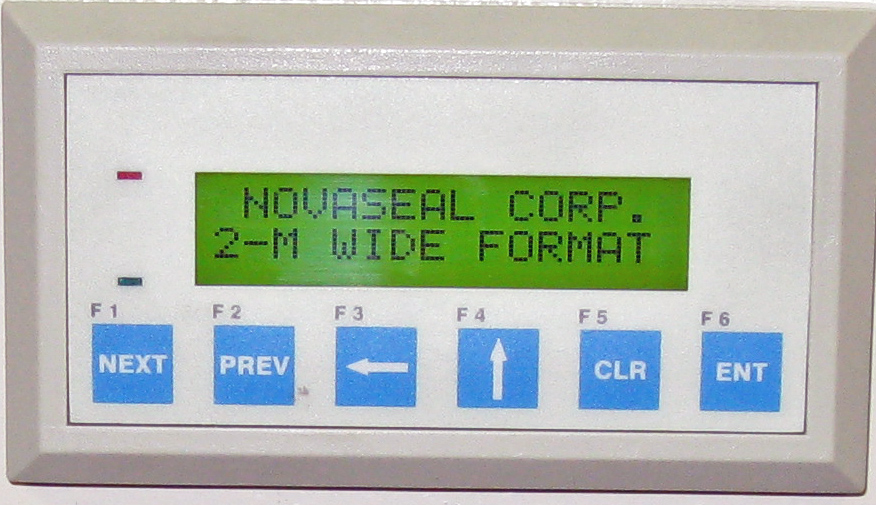 NOVASEAL CORP.
2-M WIDE FORMAT
F1 F2 F3 F4 F5 F6
NEXT PREV CLR ENT